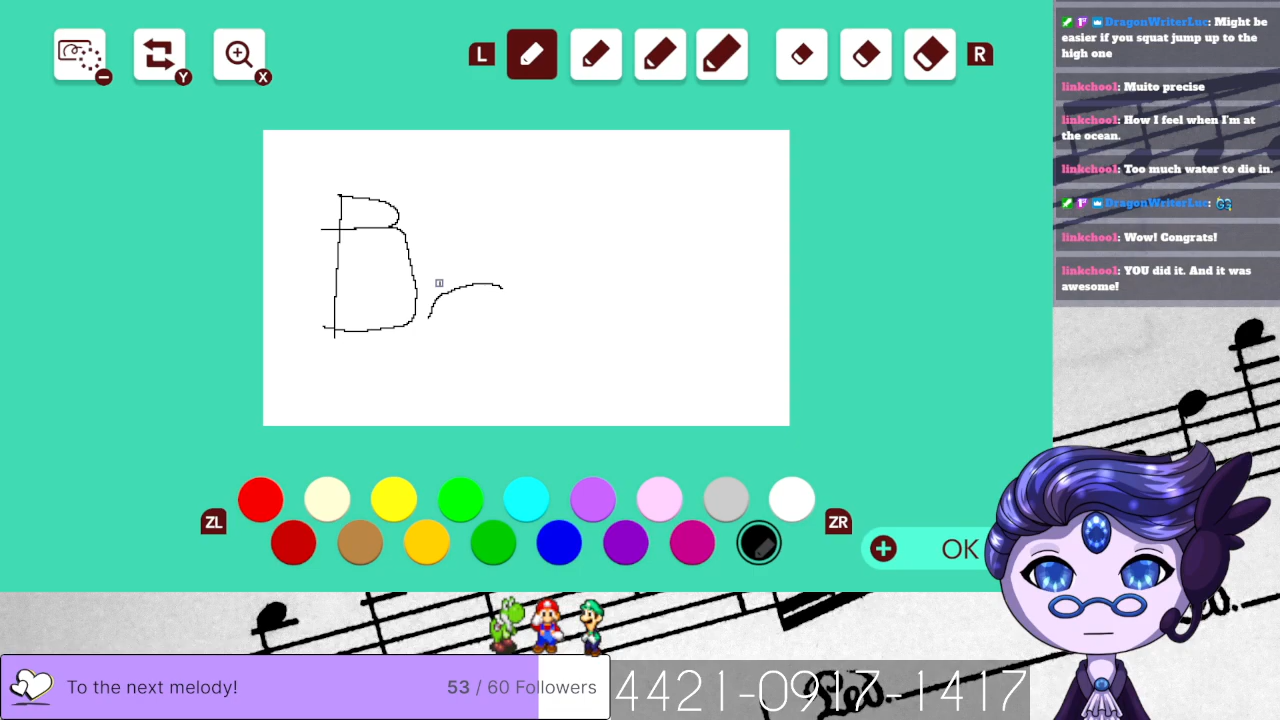 L
R
−
Y
X
B
ZL
ZR
+ OK
DragonWriterLuc: Might be
easier if you squat jump up to the
high one
linkchool: Muito precise
linkchool: How I feel when I'm at
the ocean.
linkchool: Too much water to die in.
DragonWriterLuc:
linkchool: Wow! Congrats!
linkchool: YOU did it. And it was
awesome!
To the next melody! 53 / 60 Followers
4421-0917-1417